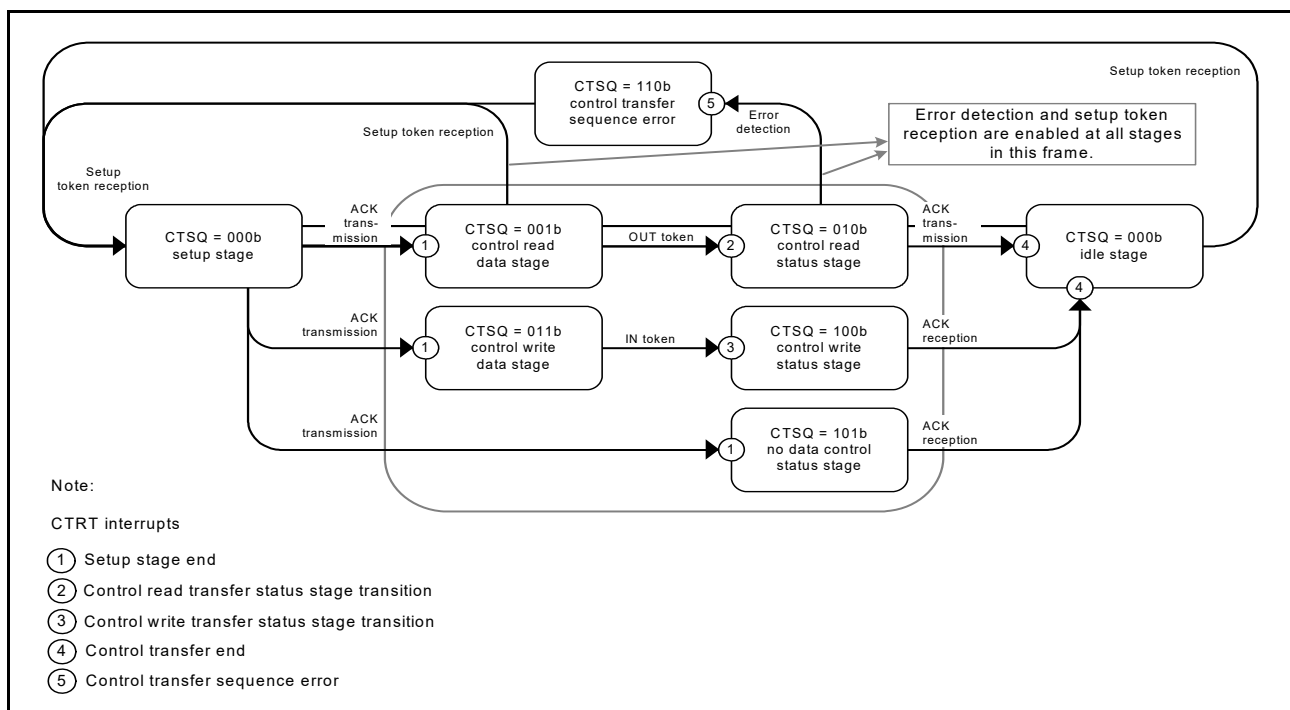 Setup token reception
CTSQ = 110b
control transfer
sequence error
5
Error
detection
Error detection and setup token
reception are enabled at all stages
in this frame.
Setup token reception
Setup
token reception
CTSQ = 000b
setup stage
ACK
trans-
mission
1
CTSQ = 001b
control read
data stage
OUT token
2
CTSQ = 010b
control read
status stage
ACK
trans-
mission
4
CTSQ = 000b
idle stage
4
ACK
transmission
1
CTSQ = 011b
control write
data stage
IN token
3
CTSQ = 100b
control write
status stage
ACK
reception
ACK
transmission
1
CTSQ = 101b
no data control
status stage
ACK
reception
Note:
CTRT interrupts
1 Setup stage end
2 Control read transfer status stage transition
3 Control write transfer status stage transition
4 Control transfer end
5 Control transfer sequence error